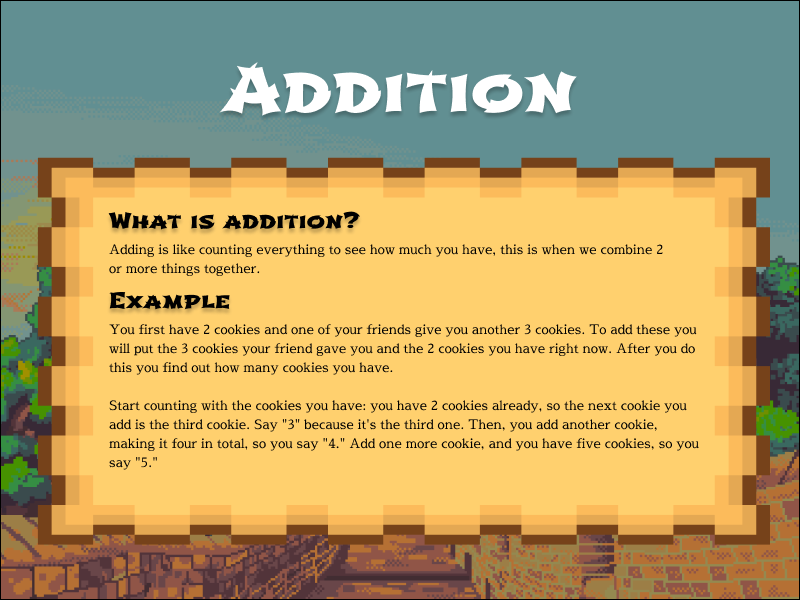 Addition
What is addition?
Adding is like counting everything to see how much you have, this is when we combine 2
or more things together.
Example
You first have 2 cookies and one of your friends give you another 3 cookies. To add these you
will put the 3 cookies your friend gave you and the 2 cookies you have right now. After you do
this you find out how many cookies you have.
Start counting with the cookies you have: you have 2 cookies already, so the next cookie you
add is the third cookie. Say "3" because it's the third one. Then, you add another cookie,
making it four in total, so you say "4." Add one more cookie, and you have five cookies, so you
say "5."